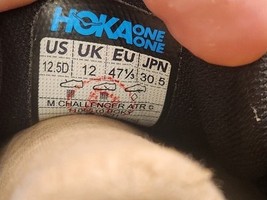 HOKA ONE ONE
US UK EU JPN
12.5D 12 47⅓ 30.5
M CHALLENGER ATR 6